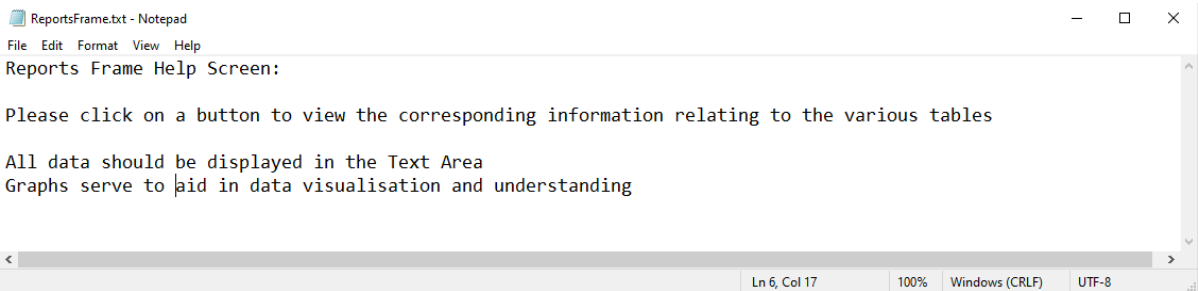 ReportsFrame.txt - Notepad
File Edit Format View Help
Reports Frame Help Screen:
Please click on a button to view the corresponding information relating to the various tables
All data should be displayed in the Text Area
Graphs serve to aid in data visualisation and understanding
Ln 6, Col 17 100% Windows (CRLF) UTF-8